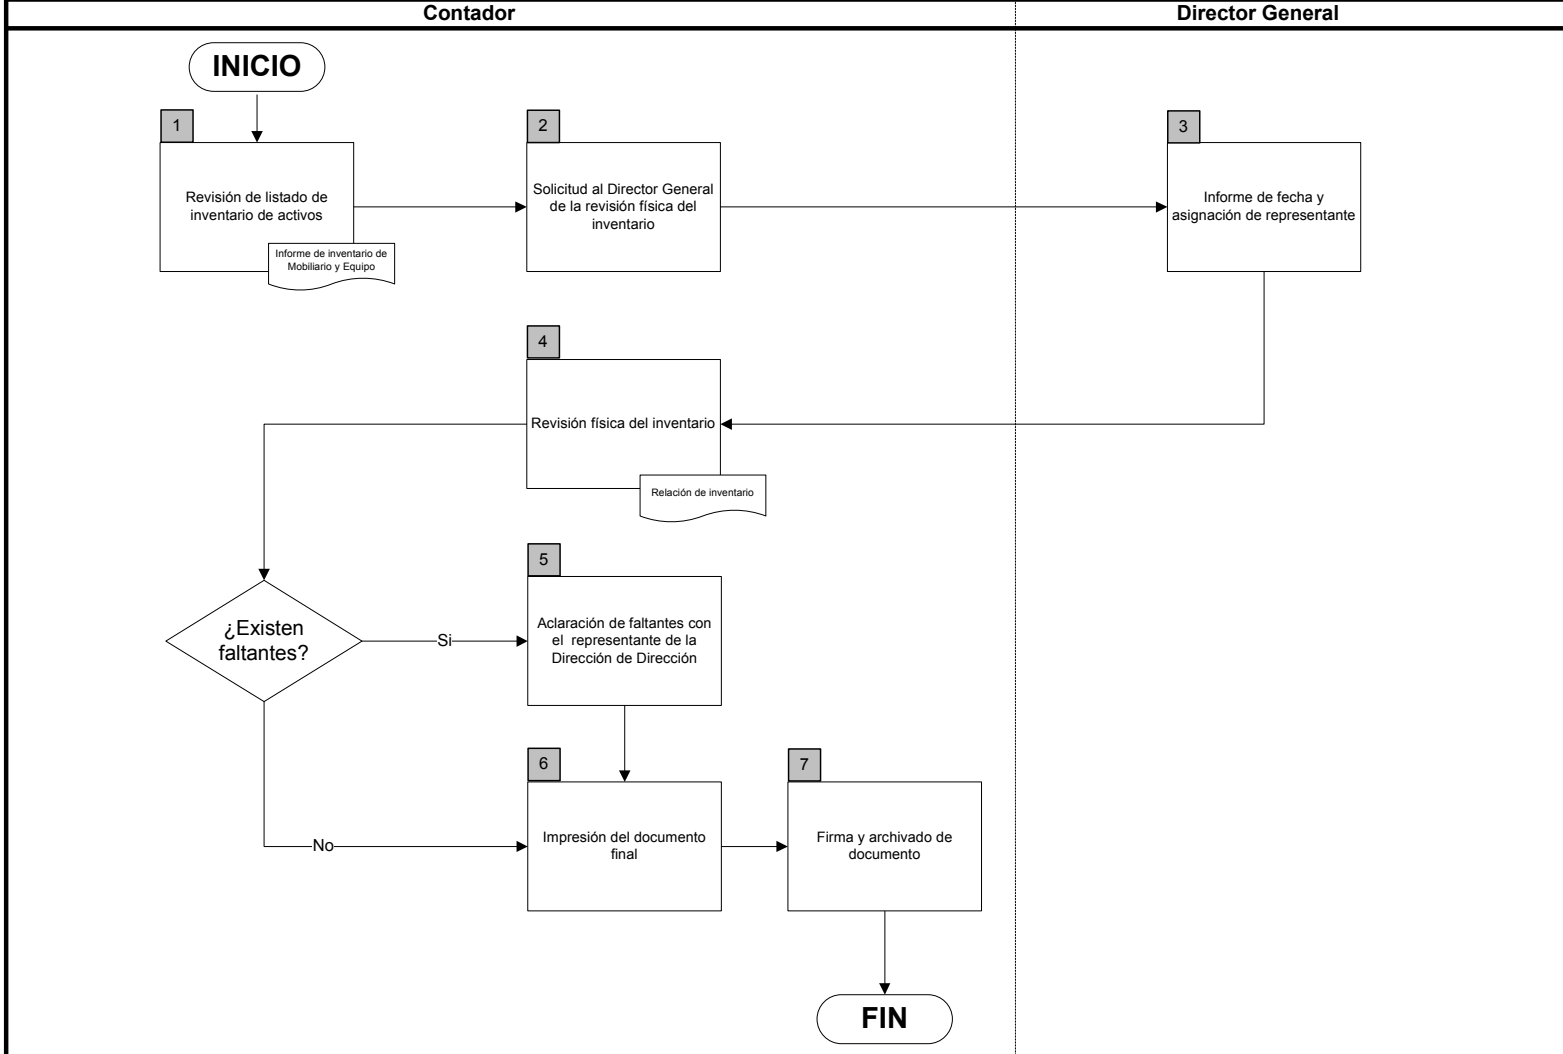 Contador
Director General
INICIO
1
Revisión de listado de
inventario de activos
Informe de inventario de
Mobiliario y Equipo
2
Solicitud al Director General
de la revisión física del
inventario
3
Informe de fecha y
asignación de representante
4
Revisión física del inventario
Relación de inventario
¿Existen
faltantes?
Si
5
Aclaración de faltantes con
el representante de la
Dirección de Dirección
No
6
Impresión del documento
final
7
Firma y archivado de
documento
FIN